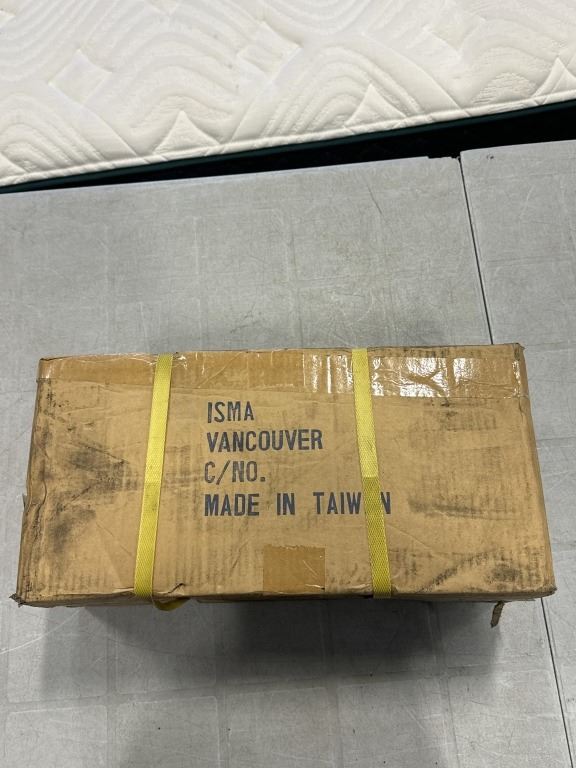 ISMA
VANCOUVER
C/NO.
MADE IN TAIWAN